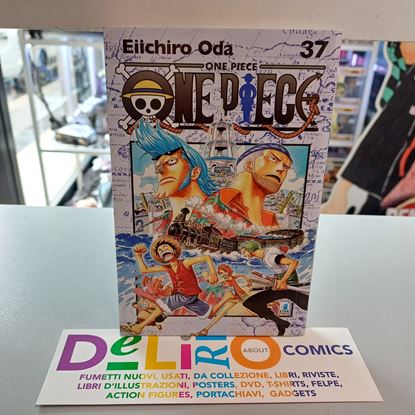 Eiichiro Oda 37
ONE PIECE
ONE PIECE
DeLiRiO ABOUT COMICS
FUMETTI NUOVI, USATI, DA COLLEZIONE, LIBRI, RIVISTE,
LIBRI D'ILLUSTRAZIONI, POSTERS, DVD, T-SHIRTS, FELPE,
ACTION FIGURES, PORTACHIAVI, GADGETS